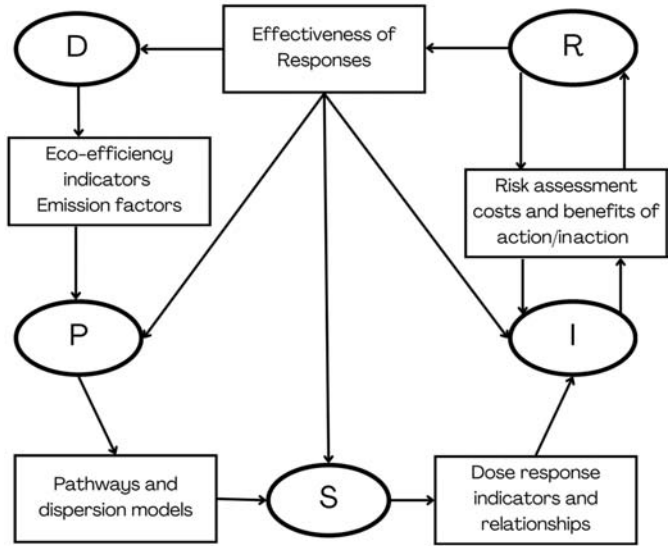 D
Effectiveness of
Responses
R
Eco-efficiency
indicators
Emission factors
Risk assessment
costs and benefits of
action/inaction
P
I
Pathways and
dispersion models
S
Dose response
indicators and
relationships